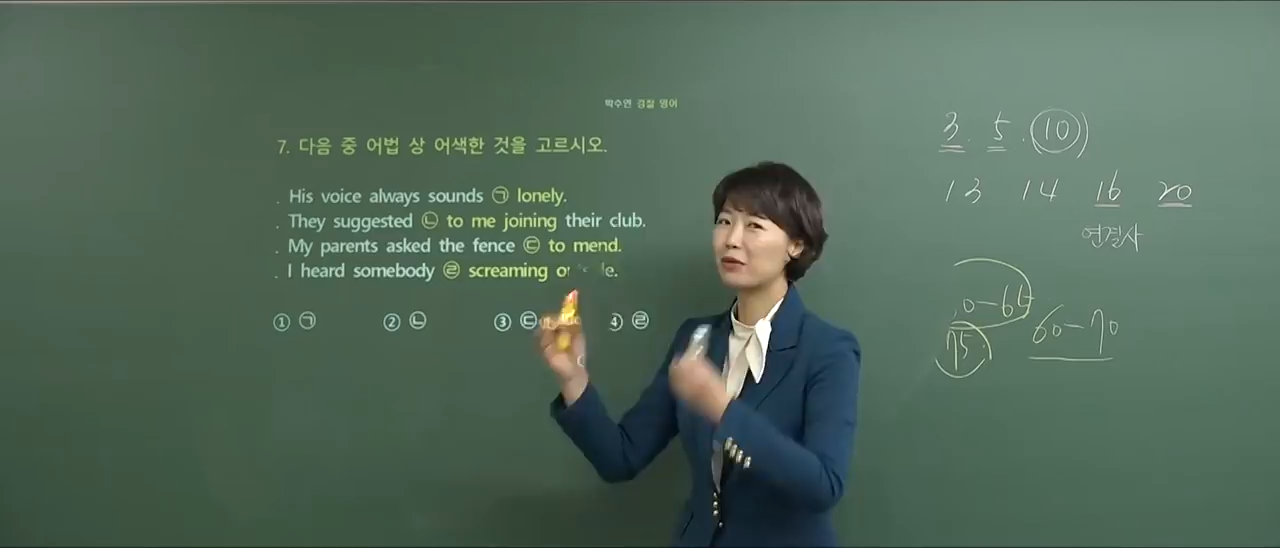 박수연 경찰 영어
7. 다음 중 어법 상 어색한 것을 고르시오.
. His voice always sounds ㉠ lonely.
. They suggested ㉡ to me joining their club.
. My parents asked the fence ㉢ to mend.
. I heard somebody ㉣ screaming
① ㉠ ② ㉡ ③ ㉢ ④ ㉣
3. 5. (10)
13 14 16 20
연결사
60-70
75